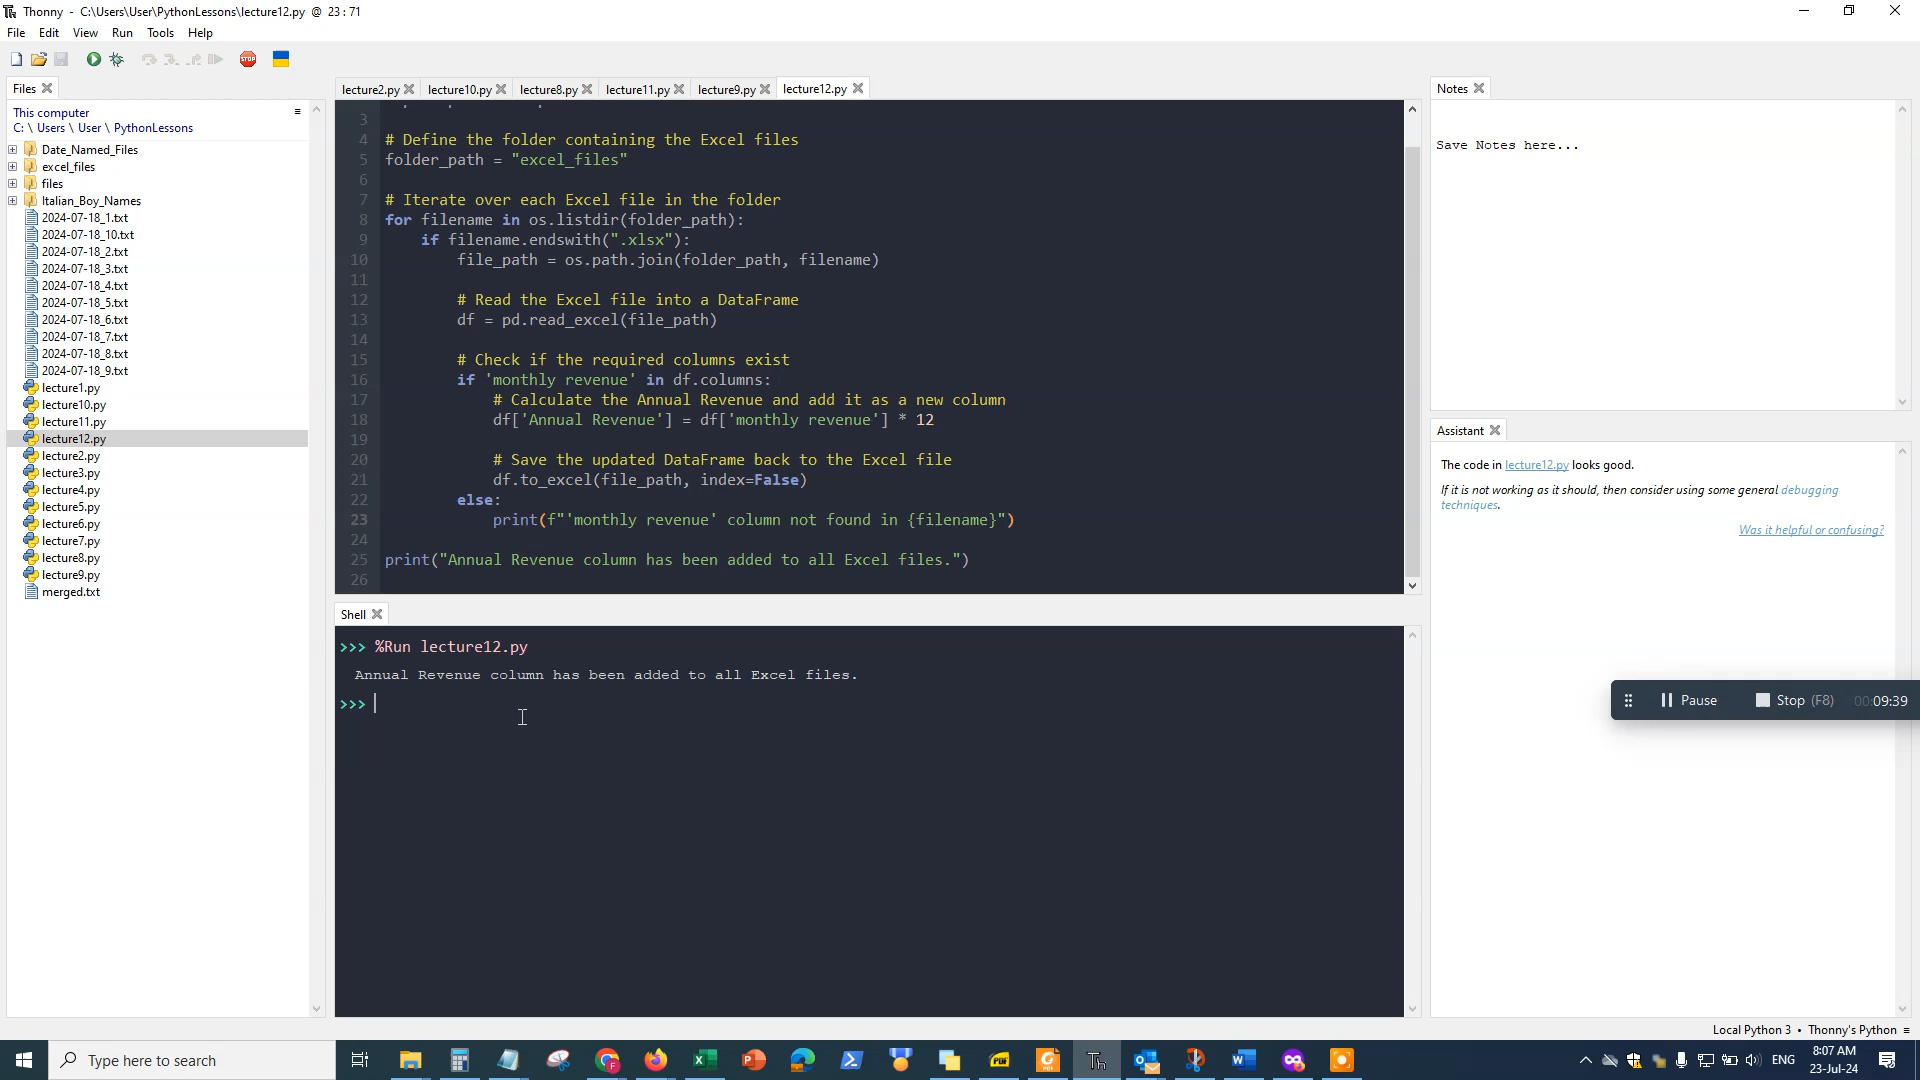 Thonny - C:\Users\User\PythonLessons\lecture12.py @ 23:71
File Edit View Run Tools Help
STOP
Files
This computer
C: \ Users \ User \ PythonLessons
Date_Named_Files
excel_files
files
Italian_Boy_Names
2024-07-18_1.txt
2024-07-18_10.txt
2024-07-18_2.txt
2024-07-18_3.txt
2024-07-18_4.txt
2024-07-18_5.txt
2024-07-18_6.txt
2024-07-18_7.txt
2024-07-18_8.txt
2024-07-18_9.txt
lecture1.py
lecture10.py
lecture11.py
lecture12.py
lecture2.py
lecture3.py
lecture4.py
lecture5.py
lecture6.py
lecture7.py
lecture8.py
lecture9.py
merged.txt
lecture2.py lecture10.py lecture8.py lecture11.py lecture9.py lecture12.py
3
4 # Define the folder containing the Excel files
5 folder_path = "excel_files"
6
7 # Iterate over each Excel file in the folder
8 for filename in os.listdir(folder_path):
9     if filename.endswith(".xlsx"):
10         file_path = os.path.join(folder_path, filename)
11
12         # Read the Excel file into a DataFrame
13         df = pd.read_excel(file_path)
14
15         # Check if the required columns exist
16         if 'monthly revenue' in df.columns:
17             # Calculate the Annual Revenue and add it as a new column
18             df['Annual Revenue'] = df['monthly revenue'] * 12
19
20             # Save the updated DataFrame back to the Excel file
21             df.to_excel(file_path, index=False)
22         else:
23             print(f"'monthly revenue' column not found in {filename}")
24
25 print("Annual Revenue column has been added to all Excel files.")
26
Shell
>>> %Run lecture12.py
Annual Revenue column has been added to all Excel files.
>>>
Notes
Save Notes here...
Assistant
The code in lecture12.py looks good.
If it is not working as it should, then consider using some general debugging
techniques.
Was it helpful or confusing?
Pause Stop (F8) 00:09:39
Local Python 3 • Thonny's Python ≡
Type here to search
ENG
8:07 AM
23-Jul-24